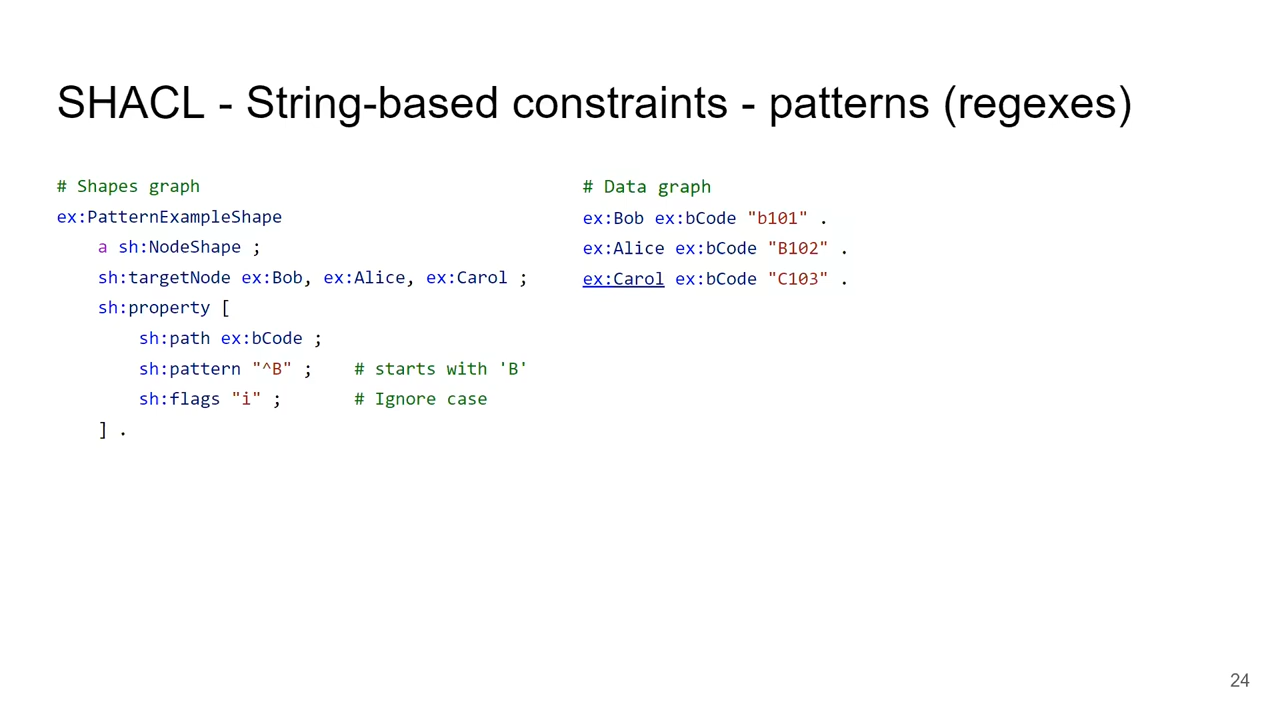 SHACL - String-based constraints - patterns (regexes)
# Shapes graph
ex:PatternExampleShape
    a sh:NodeShape ;
    sh:targetNode ex:Bob, ex:Alice, ex:Carol ;
    sh:property [
        sh:path ex:bCode ;
        sh:pattern "^B" ;    # starts with 'B'
        sh:flags "i" ;       # Ignore case
    ] .
# Data graph
ex:Bob ex:bCode "b101" .
ex:Alice ex:bCode "B102" .
ex:Carol ex:bCode "C103" .
24